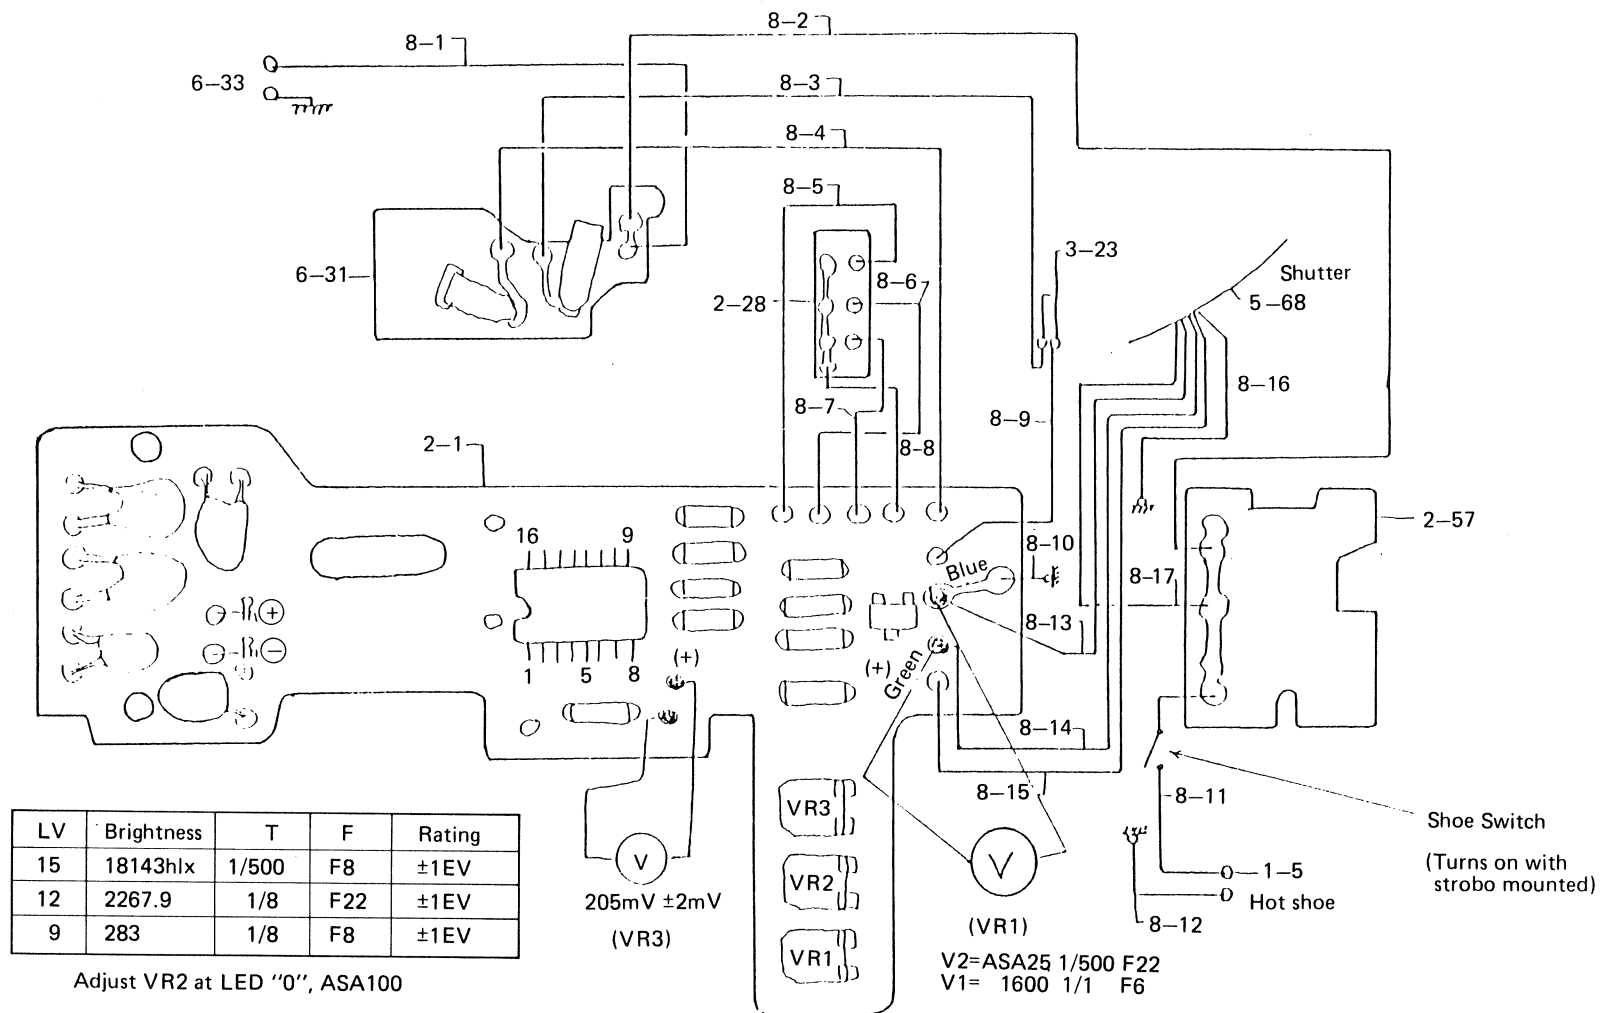 8-2
8-1
6-33
8-3
8-4
8-5
3-23
6-31
8-6
2-28
Shutter
5-68
8-16
8-7
8-9
8-8
2-1
2-57
16 9
8-10
Blue
8-17
+
8-13
−
(+)
1 5 8
(+)
Green
8-14
8-15
8-11
VR3
Shoe Switch
(Turns on with
strobo mounted)
LV Brightness T F Rating
15 18143hlx 1/500 F8 ±1EV
12 2267.9 1/8 F22 ±1EV
9 283 1/8 F8 ±1EV
V
V
1-5
VR2
205mV ±2mV
Hot shoe
(VR3)
(VR1)
8-12
VR1
V2=ASA25 1/500 F22
V1= 1600 1/1 F6
Adjust VR2 at LED "0", ASA100